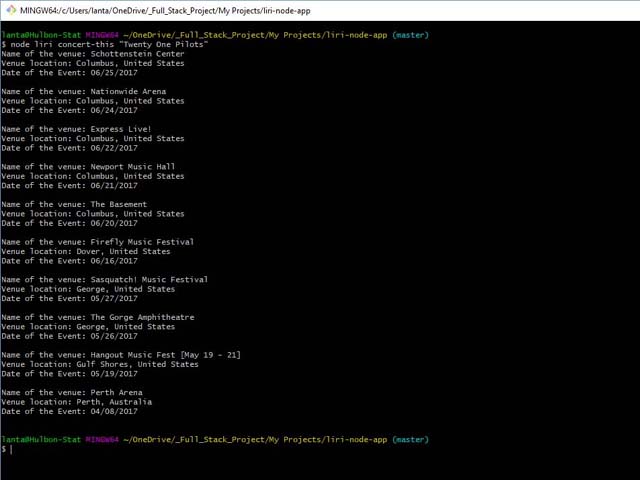 MINGW64:/c/Users/lanta/OneDrive/_Full_Stack_Project/My Projects/liri-node-app
lanta@Hulbon-Stat MINGW64 ~/OneDrive/_Full_Stack_Project/My Projects/liri-node-app (master)
$ node liri concert-this "Twenty One Pilots"
Name of the venue: Schottenstein Center
Venue location: Columbus, United States
Date of the Event: 06/25/2017
Name of the venue: Nationwide Arena
Venue location: Columbus, United States
Date of the Event: 06/24/2017
Name of the venue: Express Live!
Venue location: Columbus, United States
Date of the Event: 06/22/2017
Name of the venue: Newport Music Hall
Venue location: Columbus, United States
Date of the Event: 06/21/2017
Name of the venue: The Basement
Venue location: Columbus, United States
Date of the Event: 06/20/2017
Name of the venue: Firefly Music Festival
Venue location: Dover, United States
Date of the Event: 06/16/2017
Name of the venue: Sasquatch! Music Festival
Venue location: George, United States
Date of the Event: 05/27/2017
Name of the venue: The Gorge Amphitheatre
Venue location: George, United States
Date of the Event: 05/26/2017
Name of the venue: Hangout Music Fest [May 19 - 21]
Venue location: Gulf Shores, United States
Date of the Event: 05/19/2017
Name of the venue: Perth Arena
Venue location: Perth, Australia
Date of the Event: 04/08/2017
lanta@Hulbon-Stat MINGW64 ~/OneDrive/_Full_Stack_Project/My Projects/liri-node-app (master)
$